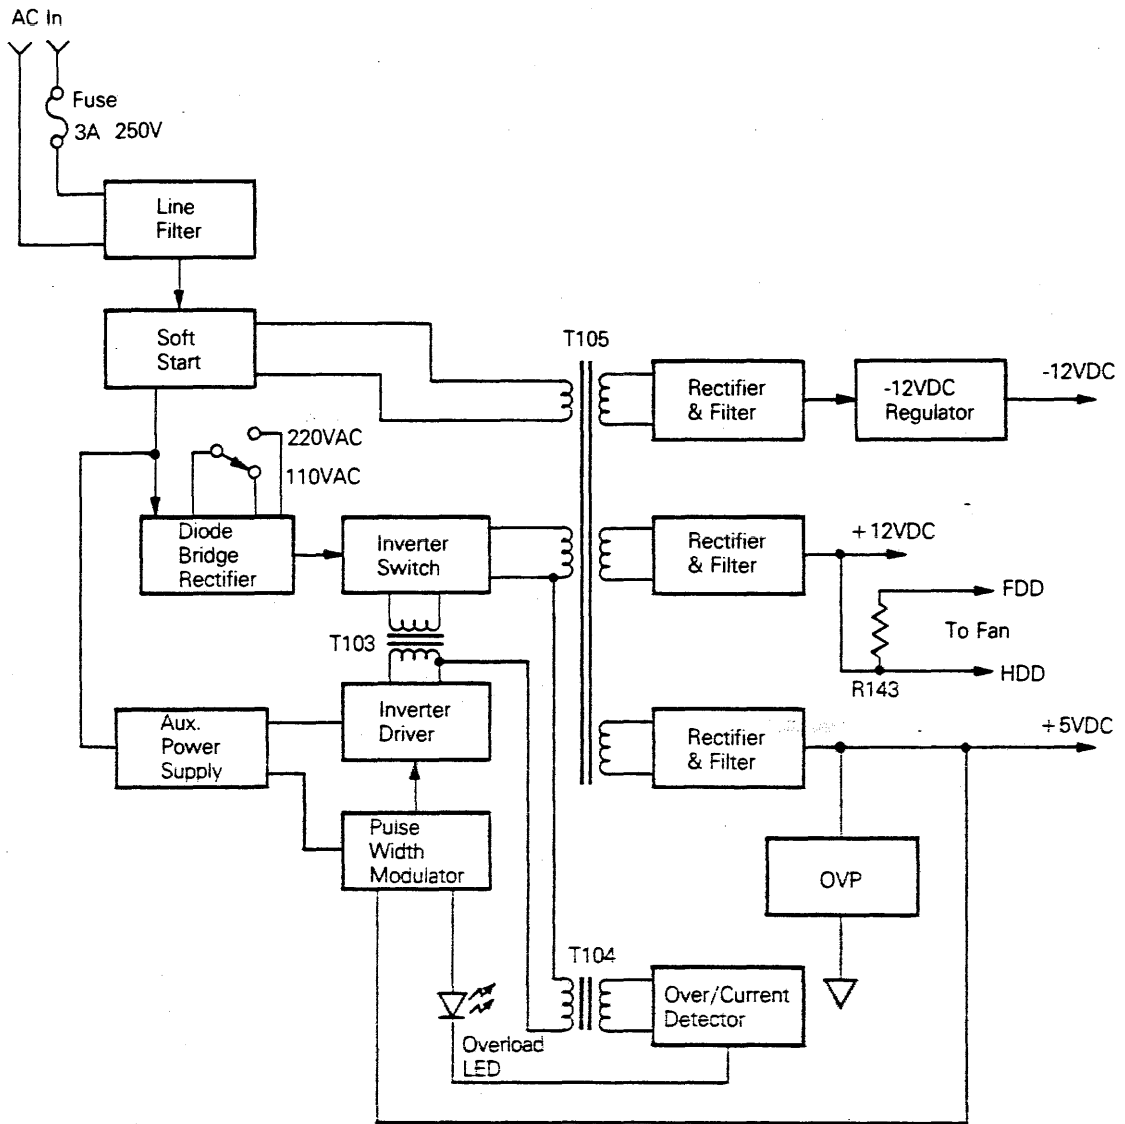 AC In
Fuse
3A 250V
Line
Filter
Soft
Start
T105
Rectifier
& Filter
-12VDC
Regulator
-12VDC
220VAC
110VAC
Diode
Bridge
Rectifier
Inverter
Switch
Rectifier
& Filter
+12VDC
FDD
To Fan
HDD
R143
T103
Inverter
Driver
Aux.
Power
Supply
Rectifier
& Filter
+5VDC
Pulse
Width
Modulator
OVP
T104
Over/Current
Detector
Overload
LED